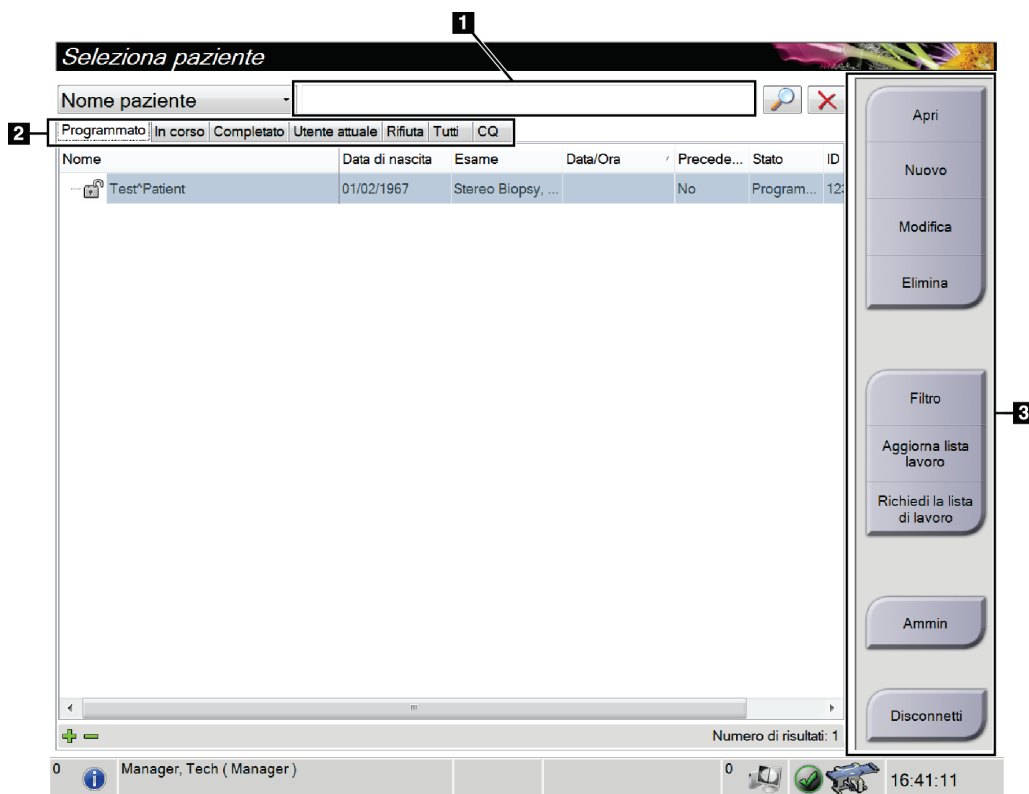 1
Seleziona paziente
Nome paziente
2
Programmato In corso Completato Utente attuale Rifiuta Tutti CQ
Nome Data di nascita Esame Data/Ora Precede... Stato ID
Test^Patient 01/02/1967 Stereo Biopsy, ... No Program... 123
Apri
Nuovo
Modifica
Elimina
3
Filtro
Aggiorna lista
lavoro
Richiedi la lista
di lavoro
Ammin
Disconnetti
Numero di risultati: 1
0 Manager, Tech ( Manager ) 0 16:41:11